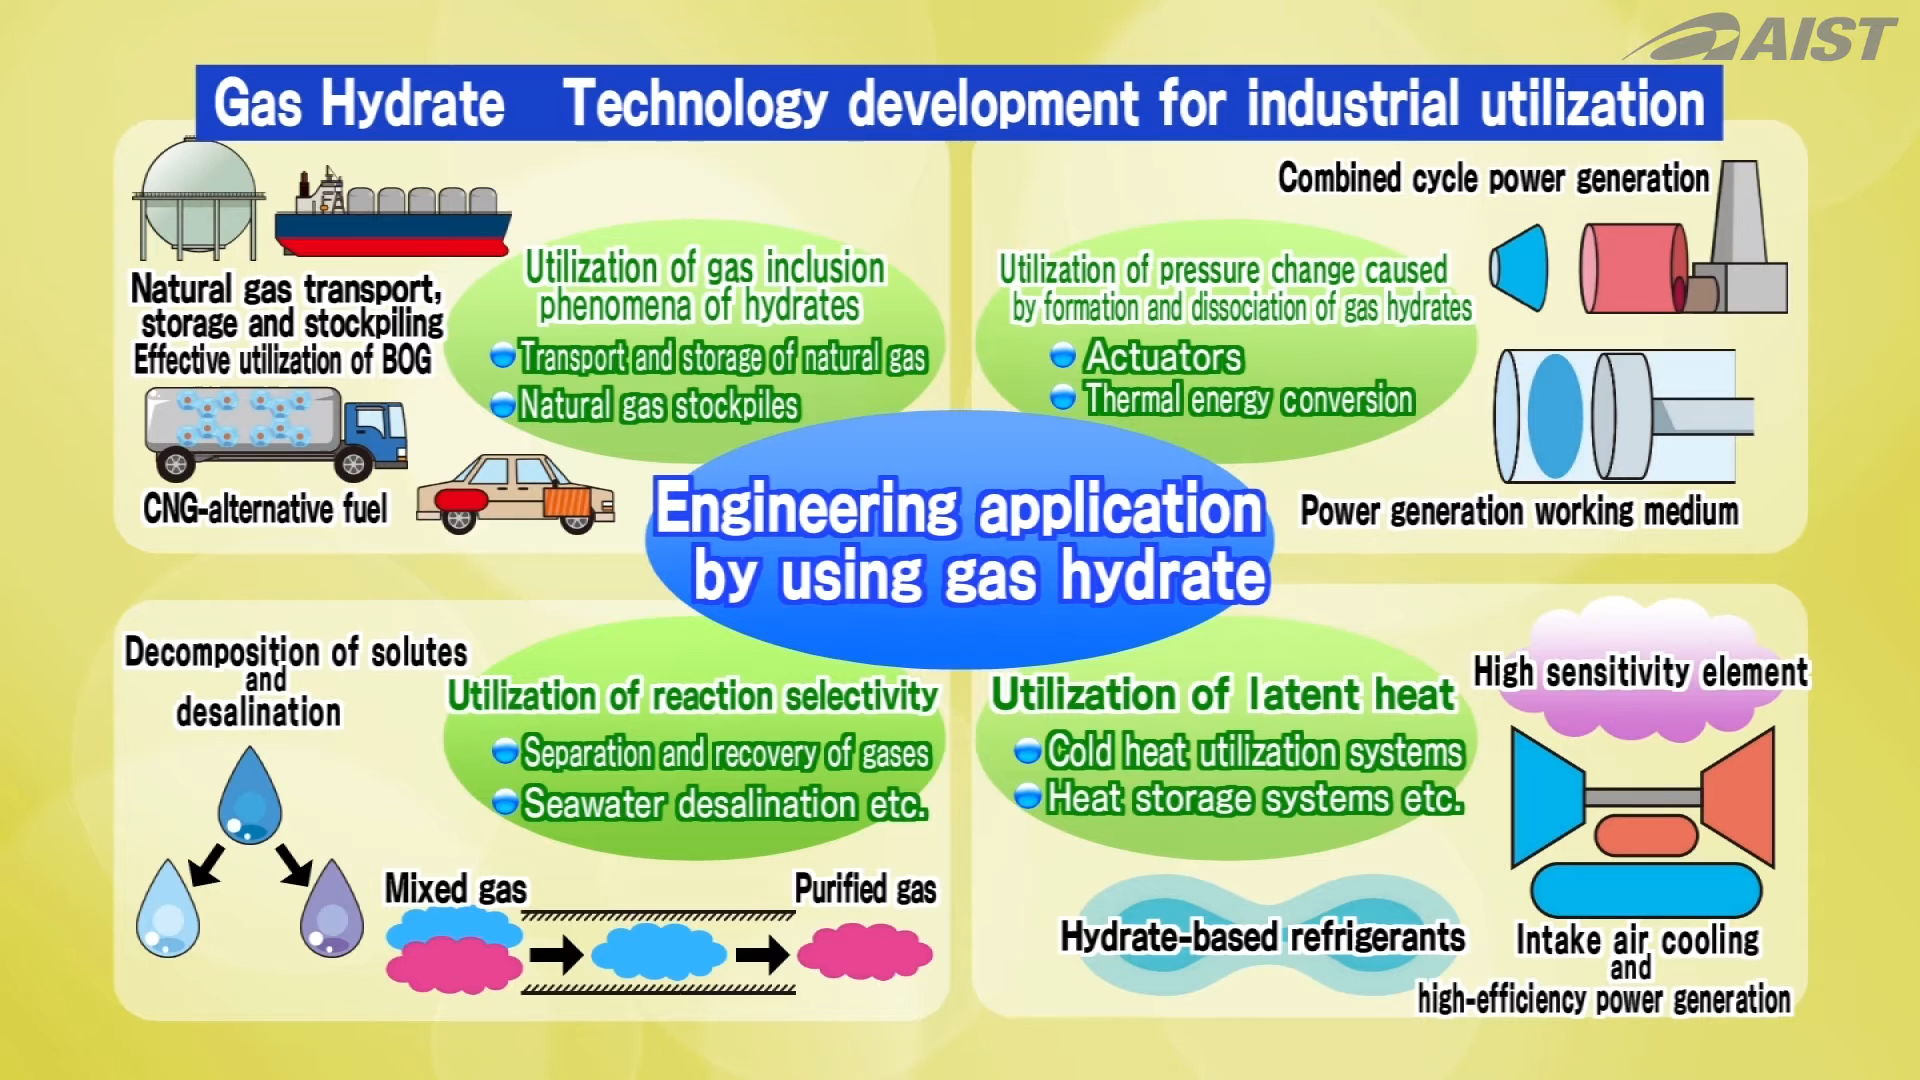 AIST
Gas Hydrate Technology development for industrial utilization
Natural gas transport,
storage and stockpiling
Effective utilization of BOG
CNG-alternative fuel
Utilization of gas inclusion
phenomena of hydrates
Transport and storage of natural gas
Natural gas stockpiles
Combined cycle power generation
Utilization of pressure change caused
by formation and dissociation of gas hydrates
Actuators
Thermal energy conversion
Power generation working medium
Engineering application
by using gas hydrate
Decomposition of solutes
and
desalination
Utilization of reaction selectivity
Separation and recovery of gases
Seawater desalination etc.
Mixed gas
Purified gas
Utilization of latent heat
Cold heat utilization systems
Heat storage systems etc.
High sensitivity element
Hydrate-based refrigerants
Intake air cooling
and
high-efficiency power generation